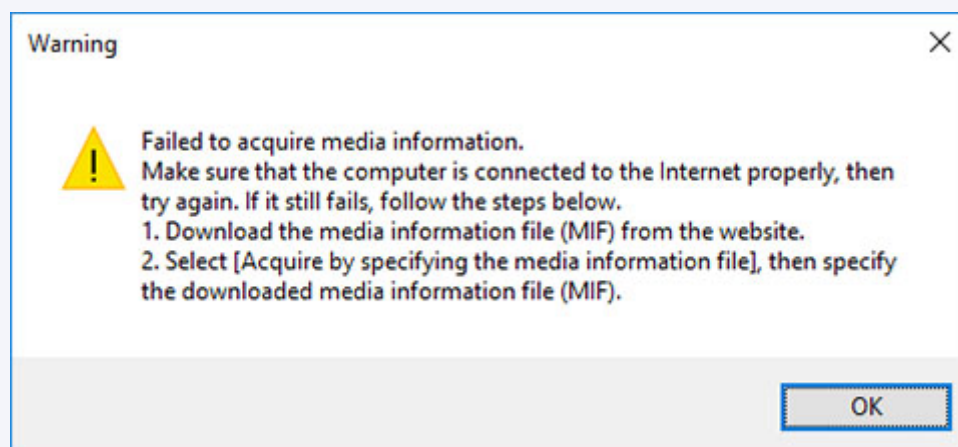 Warning
Failed to acquire media information.
Make sure that the computer is connected to the Internet properly, then
try again. If it still fails, follow the steps below.
1. Download the media information file (MIF) from the website.
2. Select [Acquire by specifying the media information file], then specify
the downloaded media information file (MIF).
OK